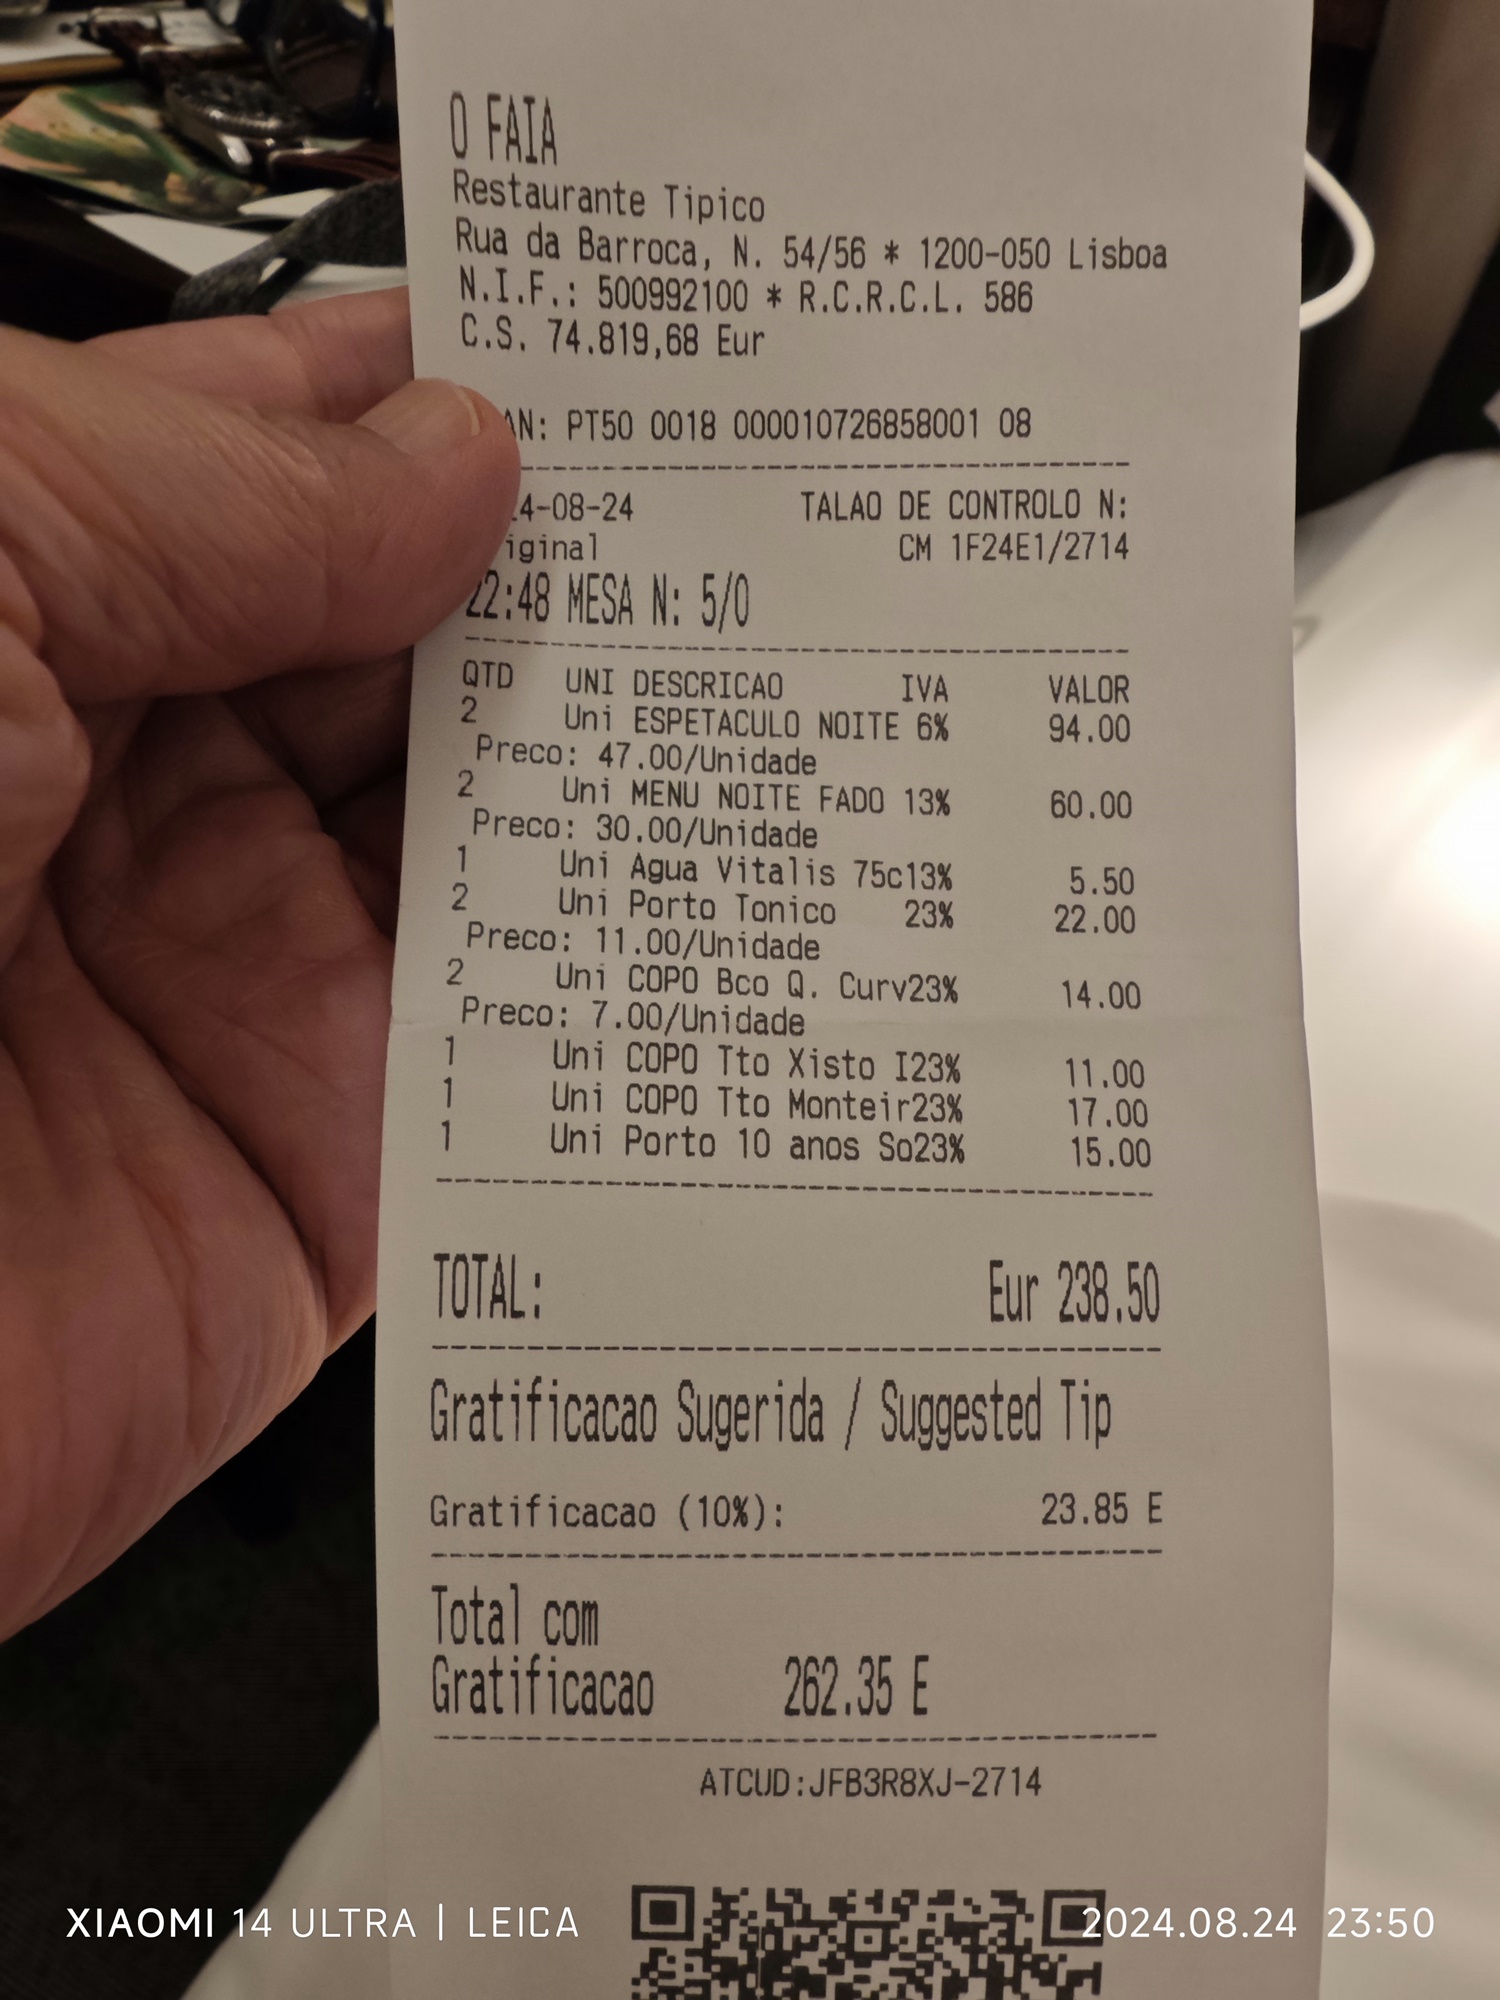 O FAIA
Restaurante Tipico
Rua da Barroca, N. 54/56 * 1200-050 Lisboa
N.I.F.: 500992100 * R.C.R.C.L. 586
C.S. 74.819,68 Eur
AN: PT50 0018 000010726858001 08
4-08-24 TALAO DE CONTROLO N:
iginal CM 1F24E1/2714
22:48 MESA N: 5/0
QTD UNI DESCRICAO IVA VALOR
2 Uni ESPETACULO NOITE 6% 94.00
Preco: 47.00/Unidade
2 Uni MENU NOITE FADO 13% 60.00
Preco: 30.00/Unidade
1 Uni Agua Vitalis 75c13% 5.50
2 Uni Porto Tonico 23% 22.00
Preco: 11.00/Unidade
2 Uni COPO Bco Q. Curv23% 14.00
Preco: 7.00/Unidade
1 Uni COPO Tto Xisto I23% 11.00
1 Uni COPO Tto Monteir23% 17.00
1 Uni Porto 10 anos So23% 15.00
TOTAL: Eur 238.50
Gratificacao Sugerida / Suggested Tip
Gratificacao (10%): 23.85 E
Total com
Gratificacao 262.35 E
ATCUD:JFB3R8XJ-2714
XIAOMI 14 ULTRA | LEICA 2024.08.24 23:50